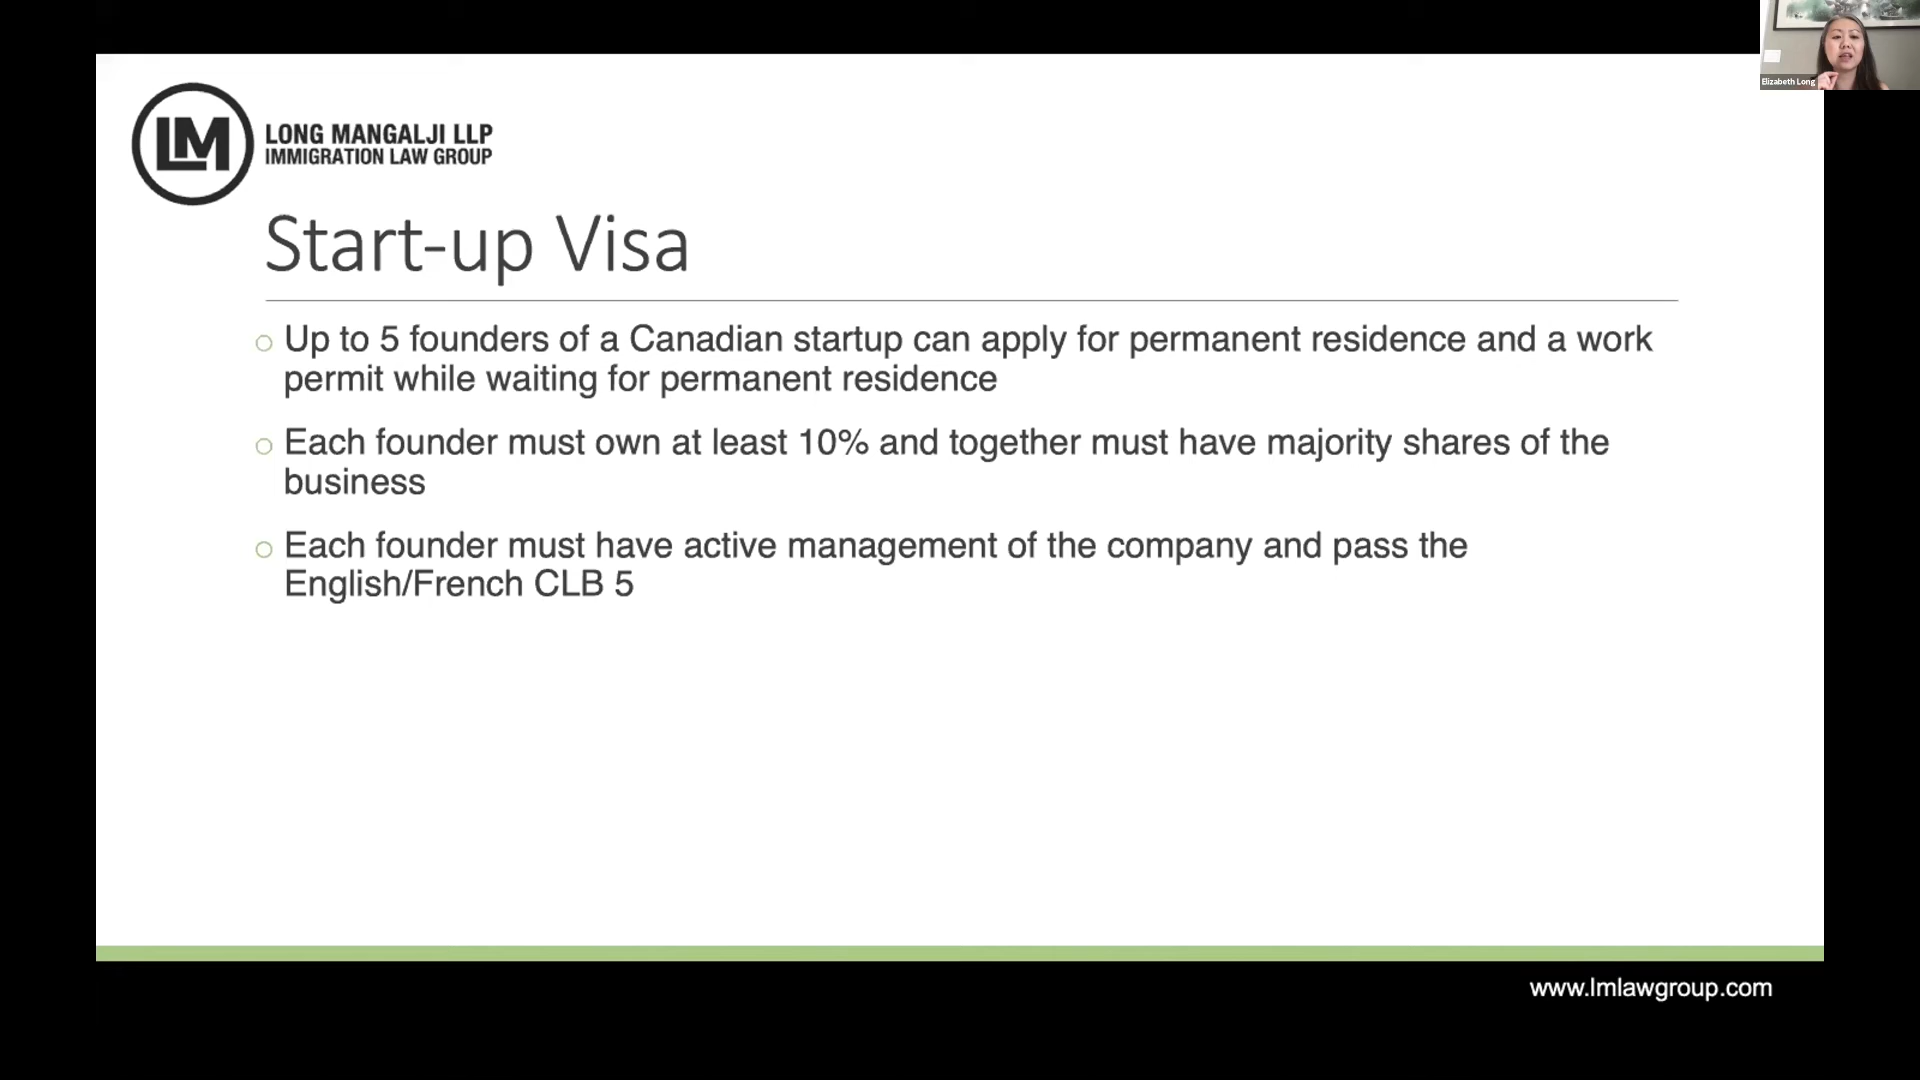 Elizabeth Long
LM
LONG MANGALJI LLP
IMMIGRATION LAW GROUP
Start-up Visa
Up to 5 founders of a Canadian startup can apply for permanent residence and a work
permit while waiting for permanent residence
Each founder must own at least 10% and together must have majority shares of the
business
Each founder must have active management of the company and pass the
English/French CLB 5
www.lmlawgroup.com